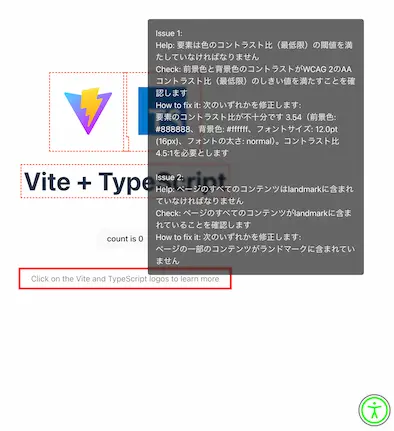 Issue 1:
Help: 要素は色のコントラスト比（最低限）の閾値を満
たしていなければなりません
Check: 前景色と背景色のコントラストがWCAG 2のAA
コントラスト比（最低限）のしきい値を満たすことを確
認します
How to fix it: 次のいずれかを修正します:
要素のコントラスト比が不十分です 3.54（前景色:
#888888、背景色: #ffffff、フォントサイズ: 12.0pt
(16px)、フォントの太さ: normal）。コントラスト比
4.5:1を必要とします
Issue 2:
Help: ページのすべてのコンテンツはlandmarkに含まれ
ていなければなりません
Check: ページのすべてのコンテンツがlandmarkに含ま
れていることを確認します
How to fix it: 次のいずれかを修正します:
ページの一部のコンテンツがランドマークに含まれてい
ません
Vite + TypeScript
count is 0
Click on the Vite and TypeScript logos to learn more